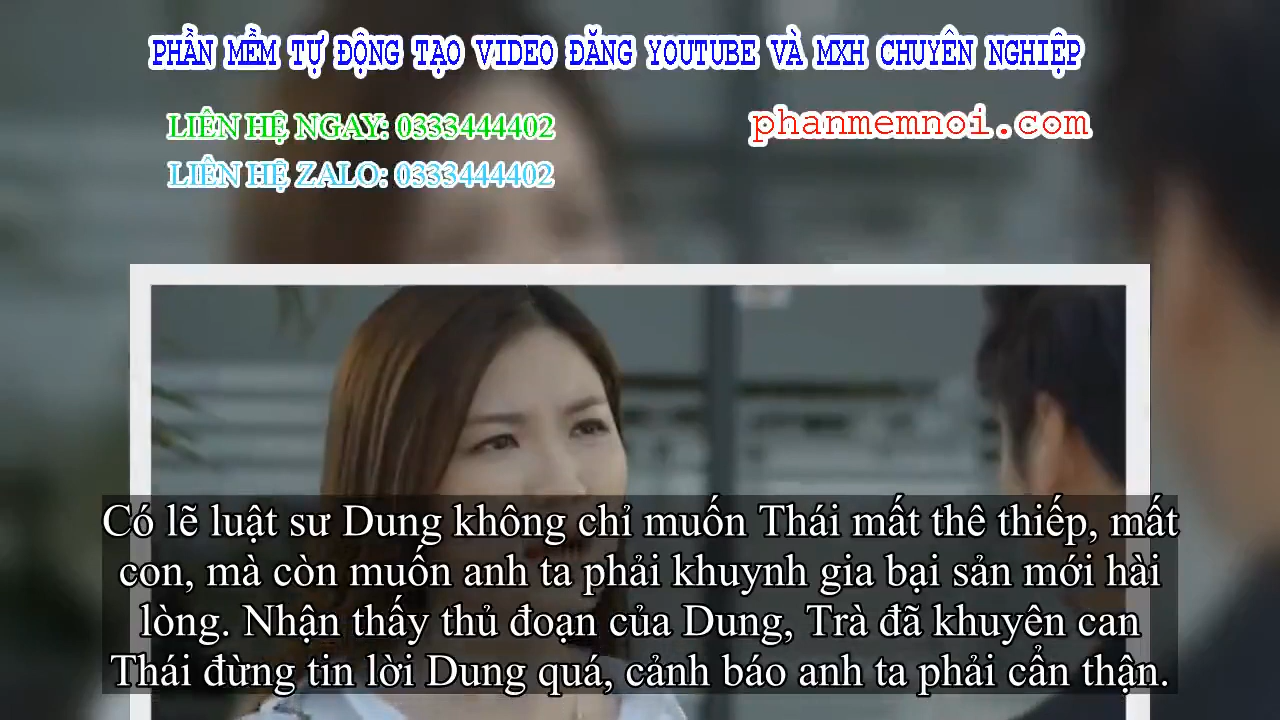 PHẦN MỀM TỰ ĐỘNG TẠO VIDEO ĐĂNG YOUTUBE VÀ MXH CHUYÊN NGHIỆP
LIÊN HỆ NGAY: 0333444402
phanmemnoi.com
LIÊN HỆ ZALO: 0333444402
Có lẽ luật sư Dung không chỉ muốn Thái mất thê thiếp, mất
con, mà còn muốn anh ta phải khuynh gia bại sản mới hài
lòng. Nhận thấy thủ đoạn của Dung, Trà đã khuyên can
Thái đừng tin lời Dung quá, cảnh báo anh ta phải cẩn thận.